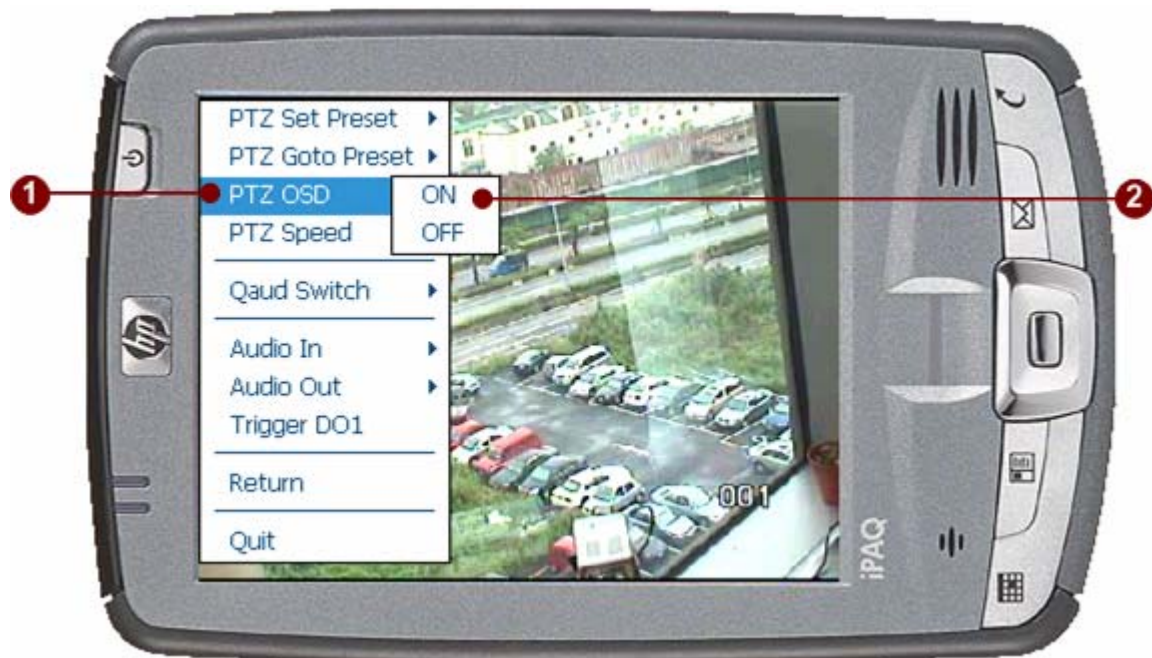 PTZ Set Preset
PTZ Goto Preset
PTZ OSD
PTZ Speed
ON
OFF
Qaud Switch
Audio In
Audio Out
Trigger DO1
Return
Quit
1
2
001
hp
iPAQ